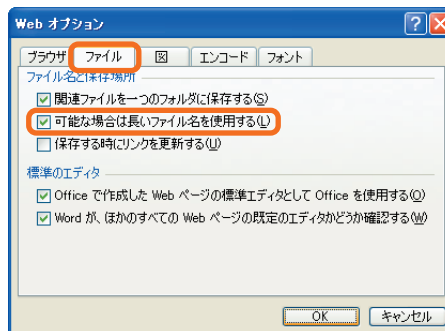 Web オプション
ブラウザ ファイル 図 エンコード フォント
ファイル名と保存場所
関連ファイルを一つのフォルダに保存する(S)
可能な場合は長いファイル名を使用する(L)
保存する時にリンクを更新する(U)
標準のエディタ
Office で作成した Web ページの標準エディタとして Office を使用する(O)
Word が、ほかのすべての Web ページの既定のエディタかどうか確認する(W)
OK キャンセル